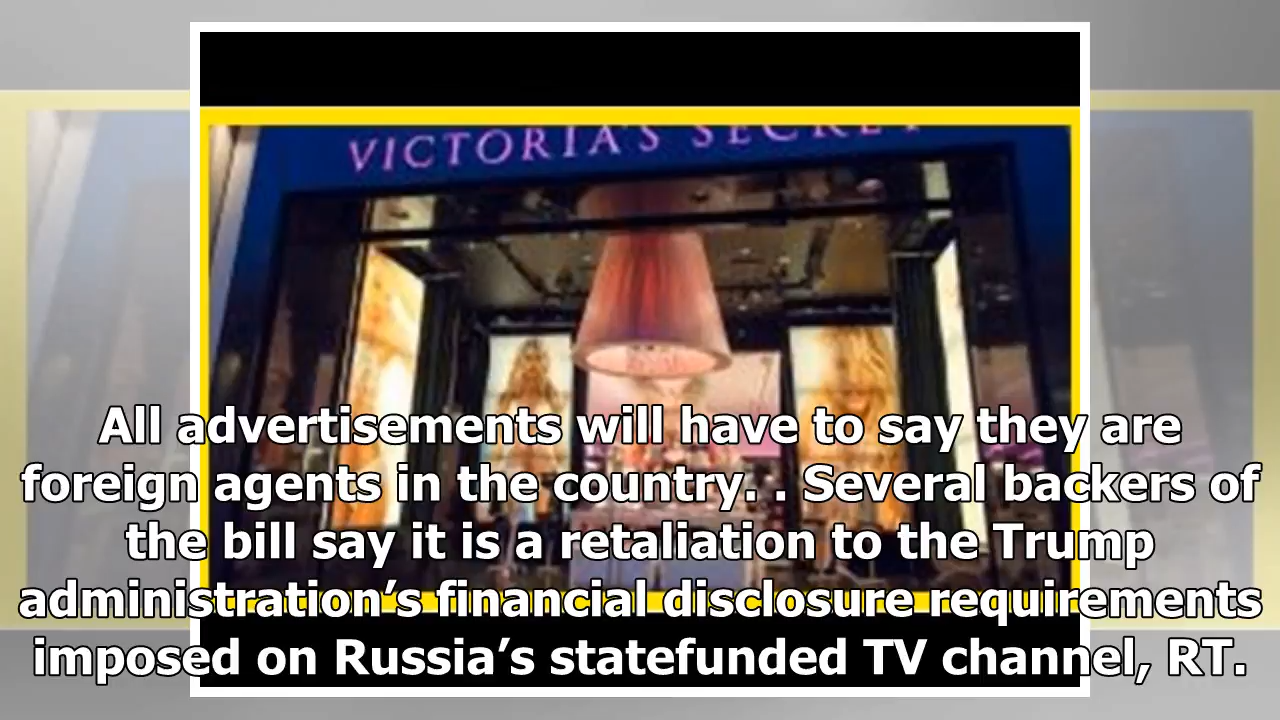 VICTORIA'S SECRET
All advertisements will have to say they are
foreign agents in the country. . Several backers of
the bill say it is a retaliation to the Trump
administration’s financial disclosure requirements
imposed on Russia’s statefunded TV channel, RT.